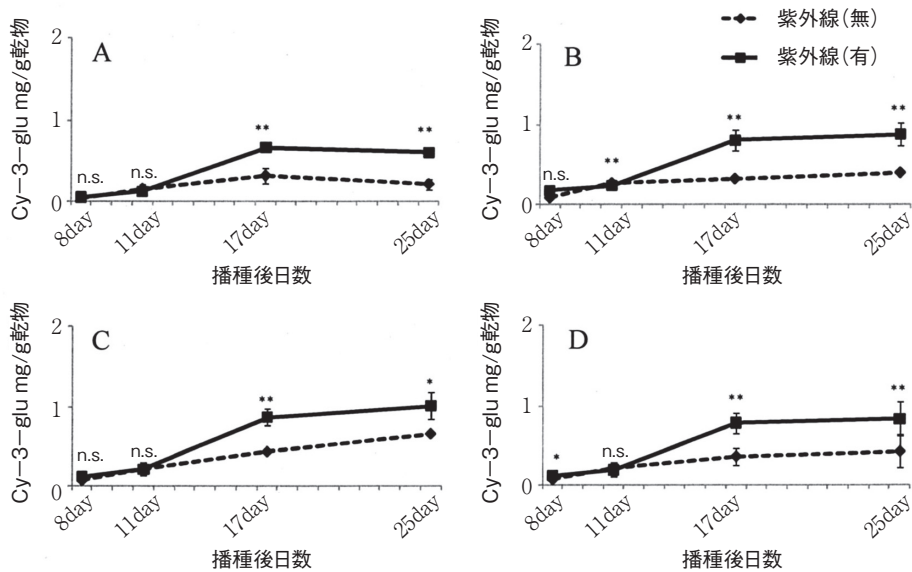 紫外線(無)
紫外線(有)
A
Cy-3-glu mg/g乾物
2
1
0
n.s.
n.s.
**
**
8day
11day
17day
25day
播種後日数
B
Cy-3-glu mg/g乾物
2
1
0
n.s.
**
**
**
8day
11day
17day
25day
播種後日数
C
Cy-3-glu mg/g乾物
2
1
0
n.s.
n.s.
**
*
8day
11day
17day
25day
播種後日数
D
Cy-3-glu mg/g乾物
2
1
0
*
n.s.
**
**
8day
11day
17day
25day
播種後日数